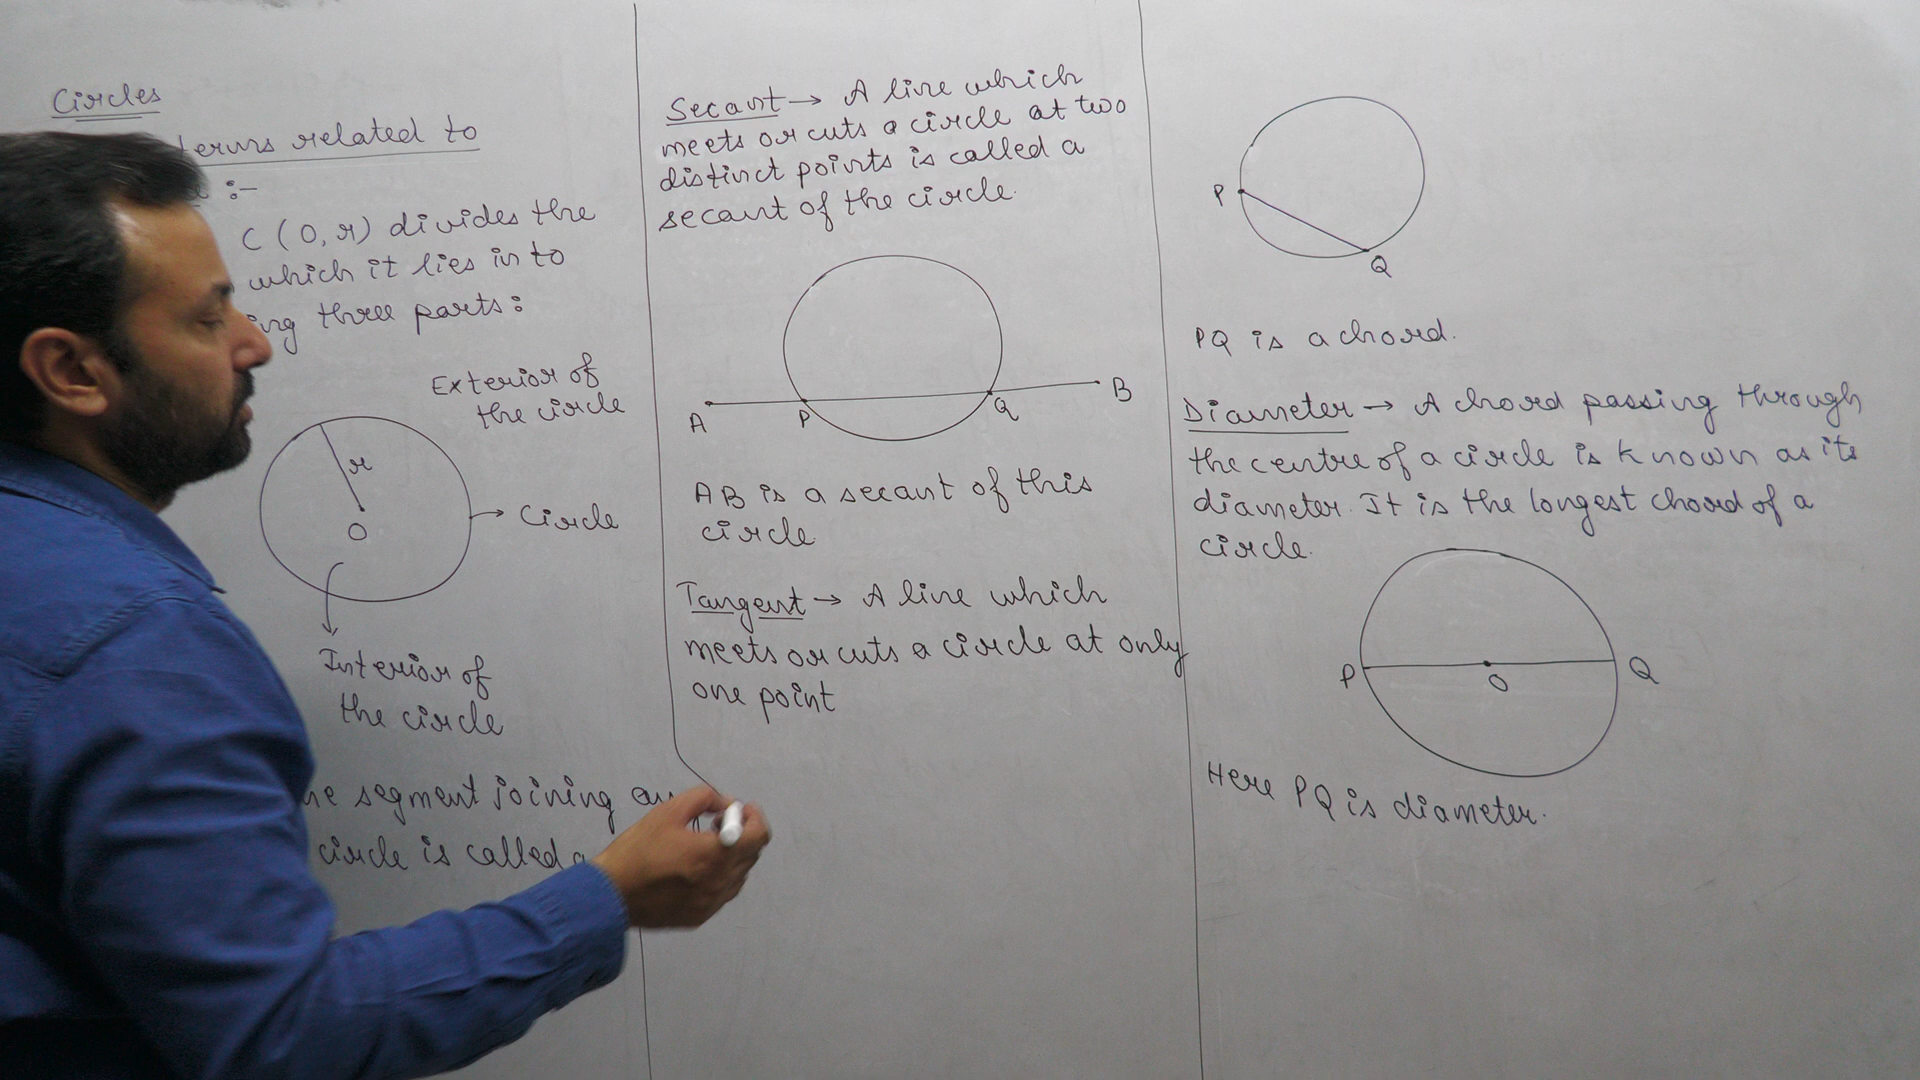 Circles
terms related to
:-
C (O, r) divides the
which it lies in to
ing three parts:
Exterior of
the circle
r
O
Circle
Interior of
the circle
ne segment joining
circle is called a
Secant → A line which
meets or cuts a circle at two
distinct points is called a
secant of the circle.
A P Q B
AB is a secant of this
circle
Tangent → A line which
meets or cuts a circle at only
one point
P
Q
PQ is a chord.
Diameter → A chord passing through
the centre of a circle is known as its
diameter. It is the longest chord of a
circle.
P O Q
Here PQ is diameter.